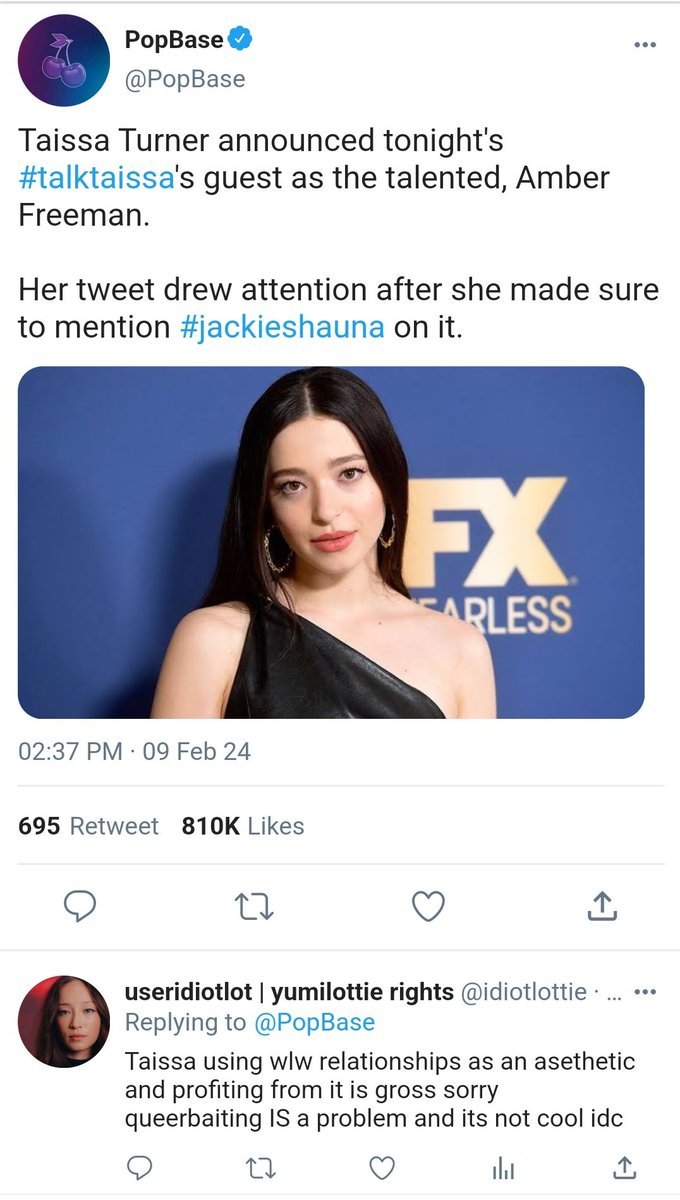 PopBase
@PopBase
Taissa Turner announced tonight's
#talktaissa's guest as the talented, Amber
Freeman.
Her tweet drew attention after she made sure
to mention #jackieshauna on it.
FX
FEARLESS
02:37 PM · 09 Feb 24
695 Retweet 810K Likes
useridiotlot | yumilottie rights @idiotlottie · ...
Replying to @PopBase
Taissa using wlw relationships as an asethetic
and profiting from it is gross sorry
queerbaiting IS a problem and its not cool idc